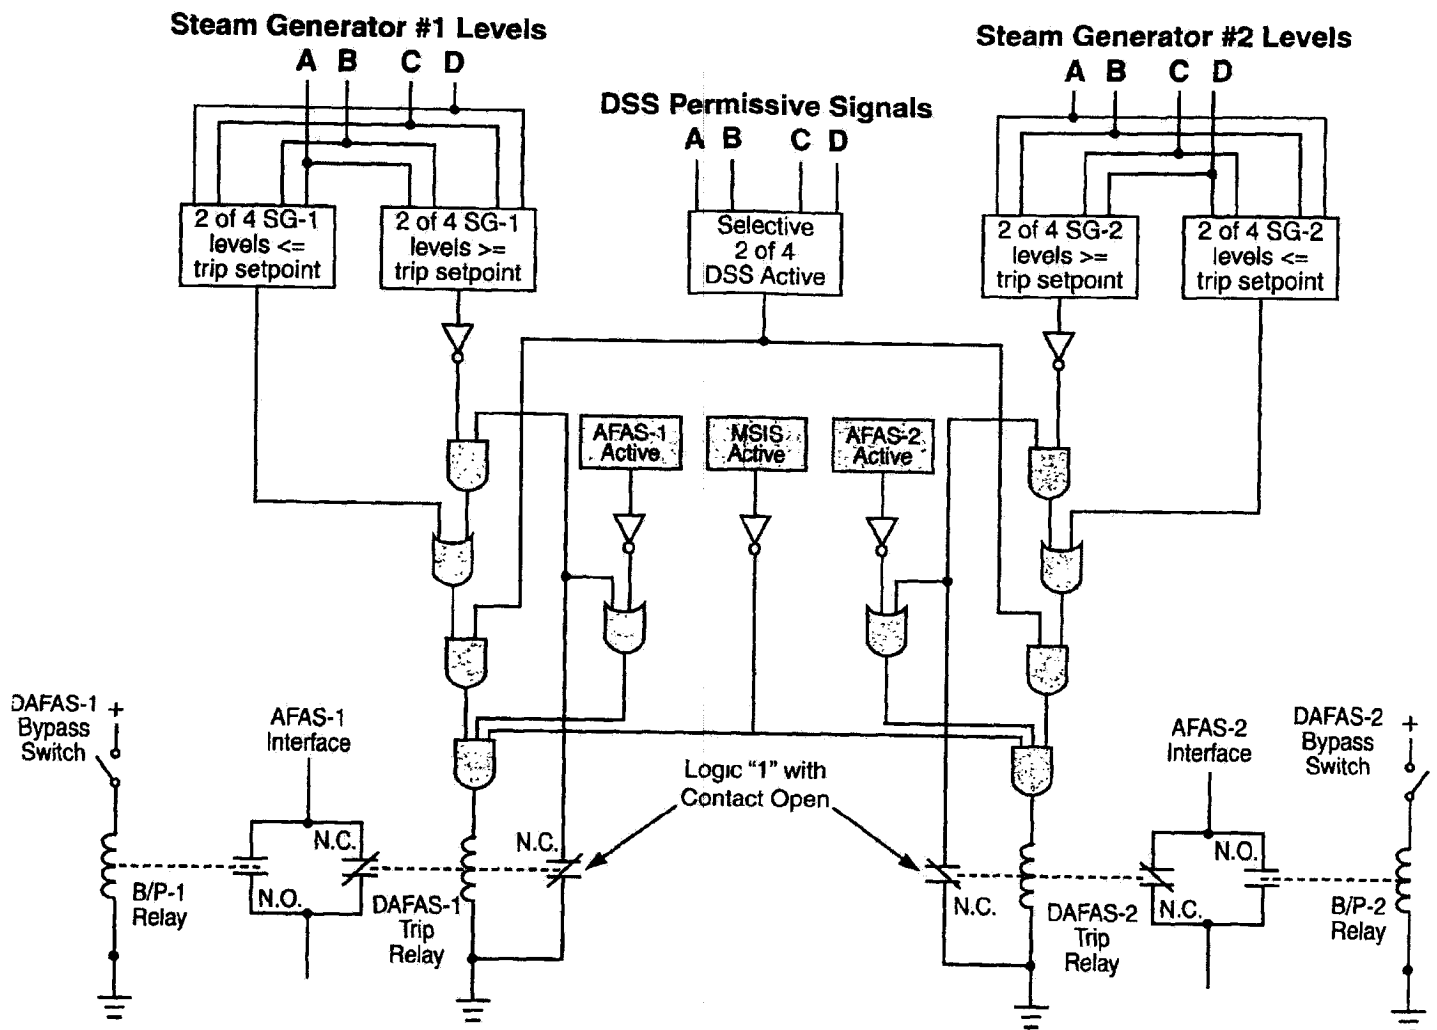 Steam Generator #1 Levels
A B C D
Steam Generator #2 Levels
A B C D
DSS Permissive Signals
A B C D
2 of 4 SG-1
levels <=
trip setpoint
2 of 4 SG-1
levels >=
trip setpoint
Selective
2 of 4
DSS Active
2 of 4 SG-2
levels >=
trip setpoint
2 of 4 SG-2
levels <=
trip setpoint
AFAS-1
Active
MSIS
Active
AFAS-2
Active
DAFAS-1
Bypass
Switch
+
AFAS-1
Interface
AFAS-2
Interface
DAFAS-2
Bypass
Switch
+
Logic "1" with
Contact Open
N.C.
N.C.
N.O.
B/P-1
Relay
N.O.
DAFAS-1
Trip
Relay
N.C.
DAFAS-2
Trip
Relay
N.C.
B/P-2
Relay